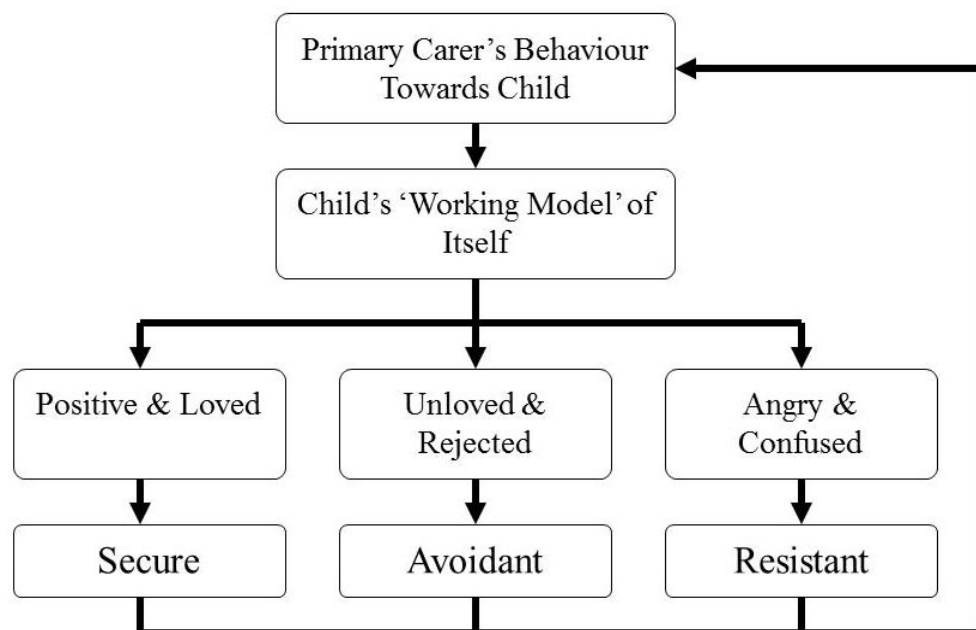 Primary Carer’s Behaviour
Towards Child
Child’s ‘Working Model’ of
Itself
Positive & Loved
Unloved &
Rejected
Angry &
Confused
Secure
Avoidant
Resistant